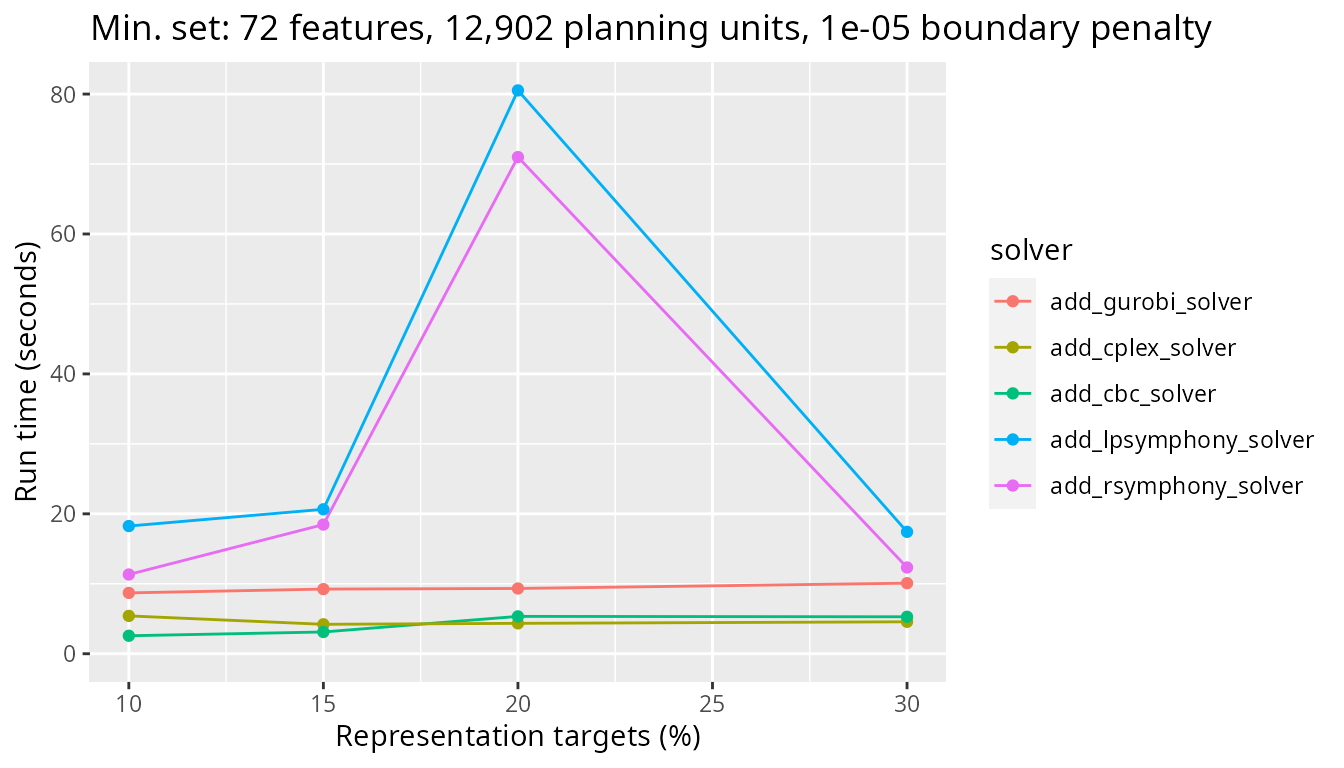 Min. set: 72 features, 12,902 planning units, 1e-05 boundary penalty
80
60
40
20
0
Run time (seconds)
10
15
20
25
30
Representation targets (%)
solver
add_gurobi_solver
add_cplex_solver
add_cbc_solver
add_lpsymphony_solver
add_rsymphony_solver